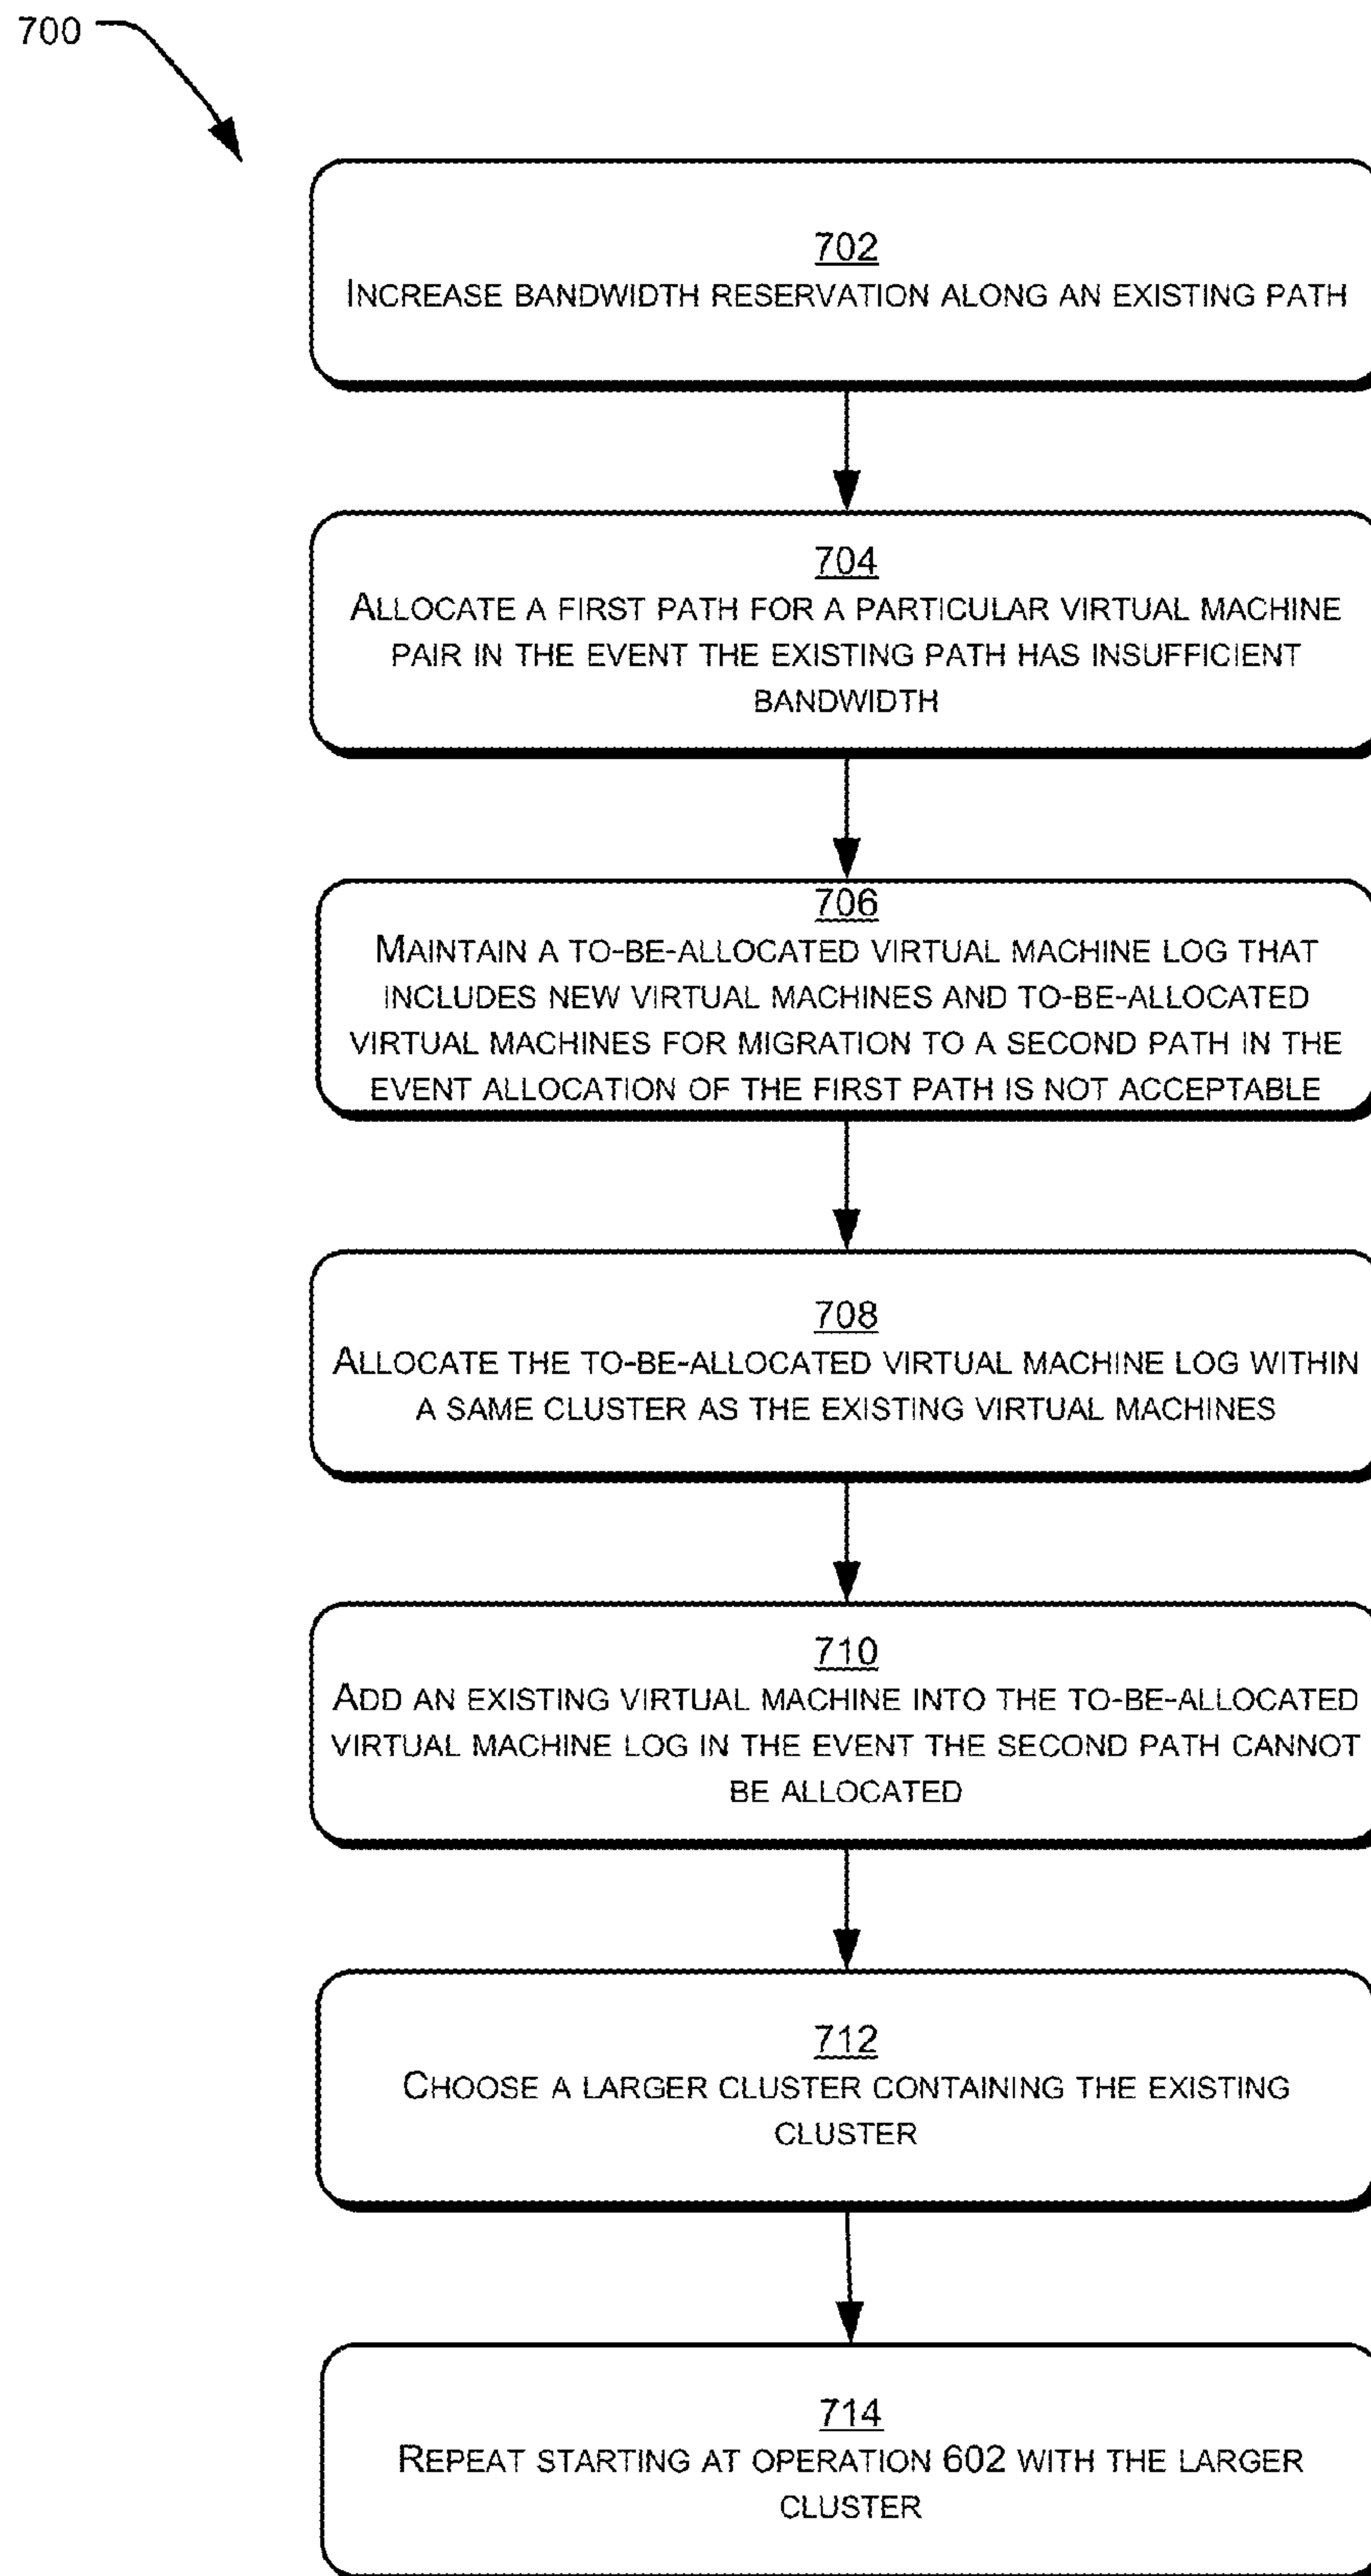 700
702
INCREASE BANDWIDTH RESERVATION ALONG AN EXISTING PATH
704
ALLOCATE A FIRST PATH FOR A PARTICULAR VIRTUAL MACHINE
PAIR IN THE EVENT THE EXISTING PATH HAS INSUFFICIENT
BANDWIDTH
706
MAINTAIN A TO-BE-ALLOCATED VIRTUAL MACHINE LOG THAT
INCLUDES NEW VIRTUAL MACHINES AND TO-BE-ALLOCATED
VIRTUAL MACHINES FOR MIGRATION TO A SECOND PATH IN THE
EVENT ALLOCATION OF THE FIRST PATH IS NOT ACCEPTABLE
708
ALLOCATE THE TO-BE-ALLOCATED VIRTUAL MACHINE LOG WITHIN
A SAME CLUSTER AS THE EXISTING VIRTUAL MACHINES
710
ADD AN EXISTING VIRTUAL MACHINE INTO THE TO-BE-ALLOCATED
VIRTUAL MACHINE LOG IN THE EVENT THE SECOND PATH CANNOT
BE ALLOCATED
712
CHOOSE A LARGER CLUSTER CONTAINING THE EXISTING
CLUSTER
714
REPEAT STARTING AT OPERATION 602 WITH THE LARGER
CLUSTER